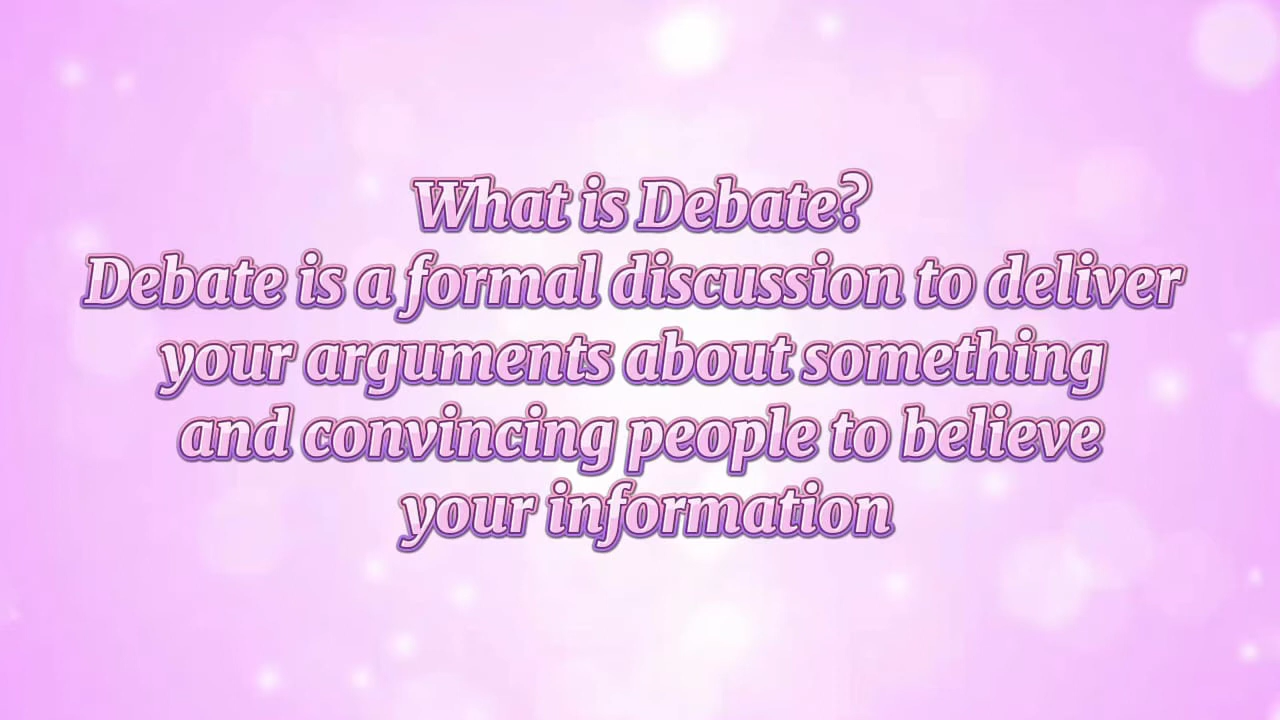 What is Debate?
Debate is a formal discussion to deliver
your arguments about something
and convincing people to believe
your information